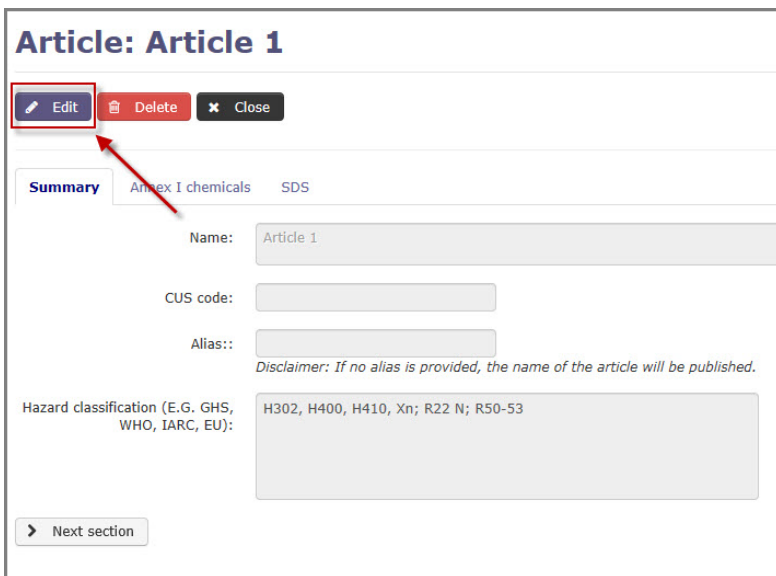 Article: Article 1
Edit Delete Close
Summary Annex I chemicals SDS
Name: Article 1
CUS code:
Alias::
Disclaimer: If no alias is provided, the name of the article will be published.
Hazard classification (E.G. GHS, H302, H400, H410, Xn; R22 N; R50-53
WHO, IARC, EU):
Next section